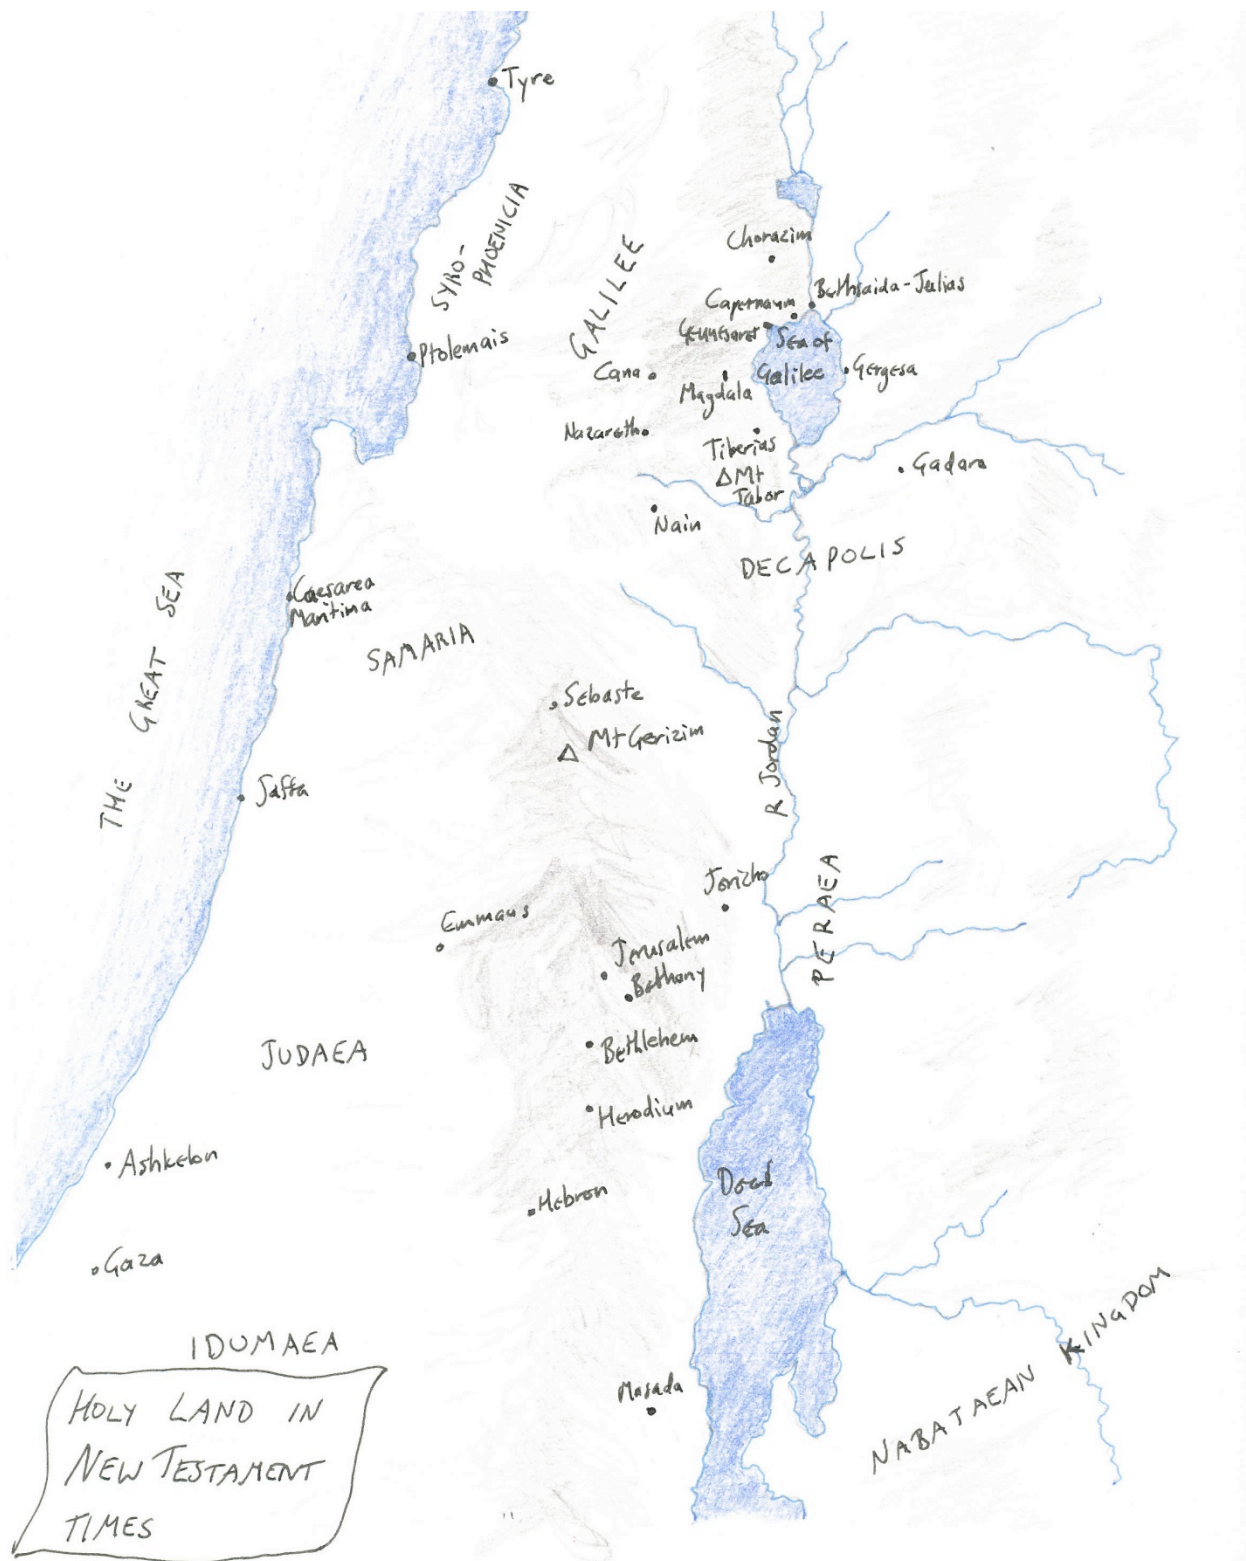 Tyre
SYRO-
PHOENICIA
GALILEE
Chorazim
Bethsaida-Julias
Capernaum
Gennesaret
Sea of
Galilee
Ptolemais
Cana
Magdala
Gergesa
Nazareth
Tiberias
Gadara
Mt
Tabor
Nain
DECAPOLIS
THE GREAT SEA
Caesarea
Maritima
SAMARIA
Sebaste
Mt Gerizim
R Jordan
Jaffa
Jericho
PERAEA
Emmaus
Jerusalem
Bethany
JUDAEA
Bethlehem
Herodium
Ashkelon
Dead
Sea
Hebron
Gaza
NABATAEAN KINGDOM
IDUMAEA
Masada
HOLY LAND IN
NEW TESTAMENT
TIMES